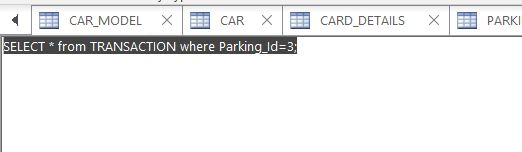 CAR_MODEL CAR CARD_DETAILS PARKI
SELECT * from TRANSACTION where Parking_Id=3;